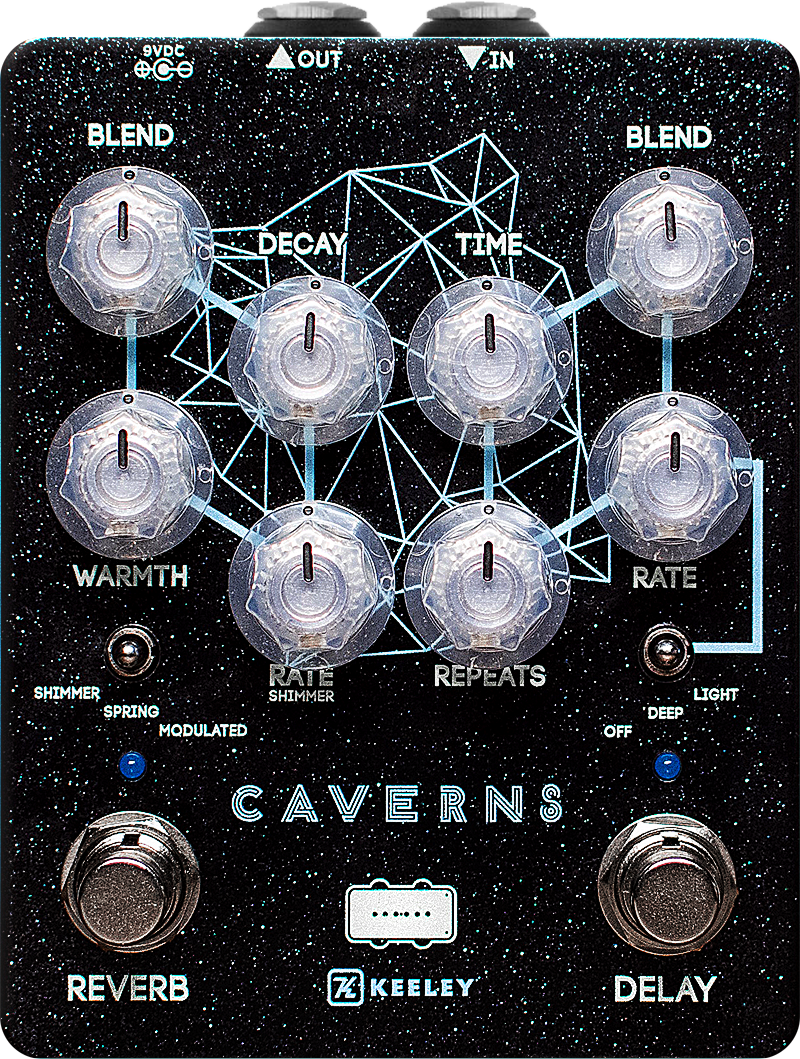 9VDC
OUT
IN
BLEND
BLEND
DECAY
TIME
WARMTH
RATE
RATE
SHIMMER
REPEATS
SHIMMER
SPRING
MODULATED
LIGHT
DEEP
OFF
CAVERNS
REVERB
KEELEY
DELAY